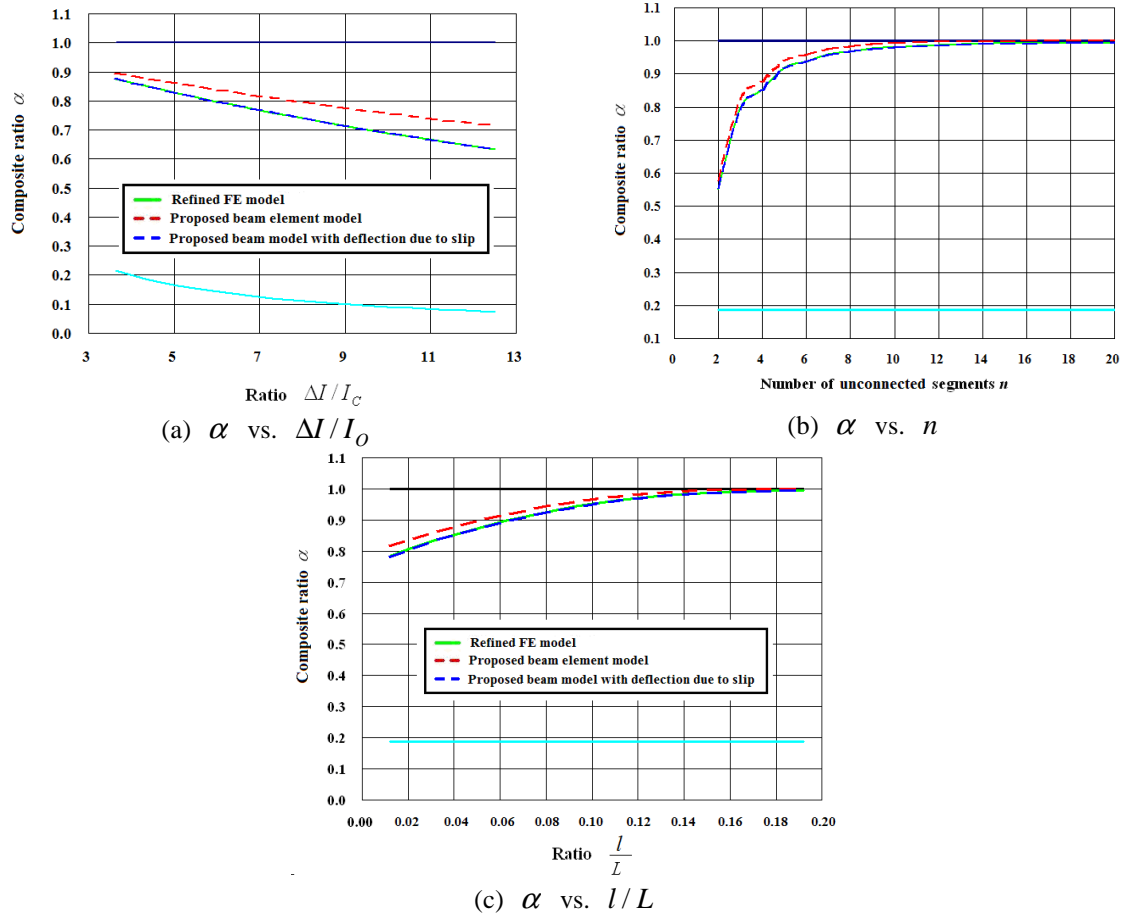 1.1
1.0
0.9
0.8
0.7
0.6
0.5
0.4
0.3
0.2
0.1
0.0
Composite ratio α
Refined FE model
Proposed beam element model
Proposed beam model with deflection due to slip
3 5 7 9 11 13
Ratio ΔI/I_C
(a) α vs. ΔI/I_O
1.1
1.0
0.9
0.8
0.7
0.6
0.5
0.4
0.3
0.2
0.1
Composite ratio α
0 2 4 6 8 10 12 14 16 18 20
Number of unconnected segments n
(b) α vs. n
1.1
1.0
0.9
0.8
0.7
0.6
0.5
0.4
0.3
0.2
0.1
0.0
Composite ratio α
Refined FE model
Proposed beam element model
Proposed beam model with deflection due to slip
0.00 0.02 0.04 0.06 0.08 0.10 0.12 0.14 0.16 0.18 0.20
Ratio l/L
(c) α vs. l/L